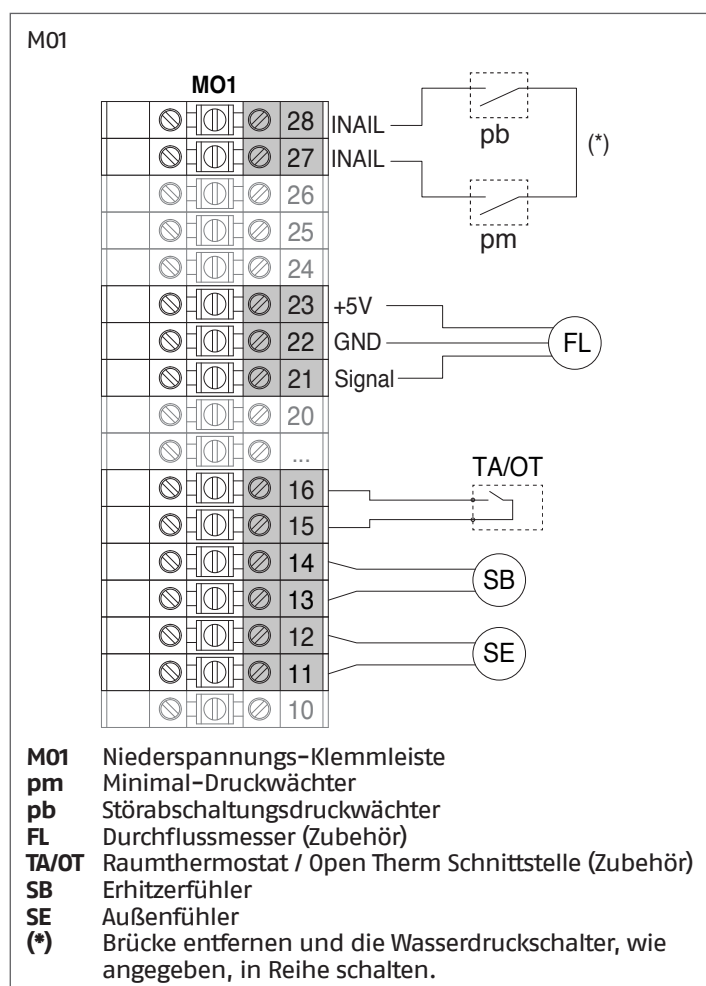 M01
MO1
28 INAIL
pb
(*)
27 INAIL
26
pm
25
24
23 +5V
22 GND
FL
21 Signal
20
...
TA/OT
16
15
14
SB
13
12
SE
11
10
M01 Niederspannungs-Klemmleiste
pm Minimal-Druckwächter
pb Störabschaltungsdruckwächter
FL Durchflussmesser (Zubehör)
TA/OT Raumthermostat / Open Therm Schnittstelle (Zubehör)
SB Erhitzerfühler
SE Außenfühler
(*) Brücke entfernen und die Wasserdruckschalter, wie
angegeben, in Reihe schalten.